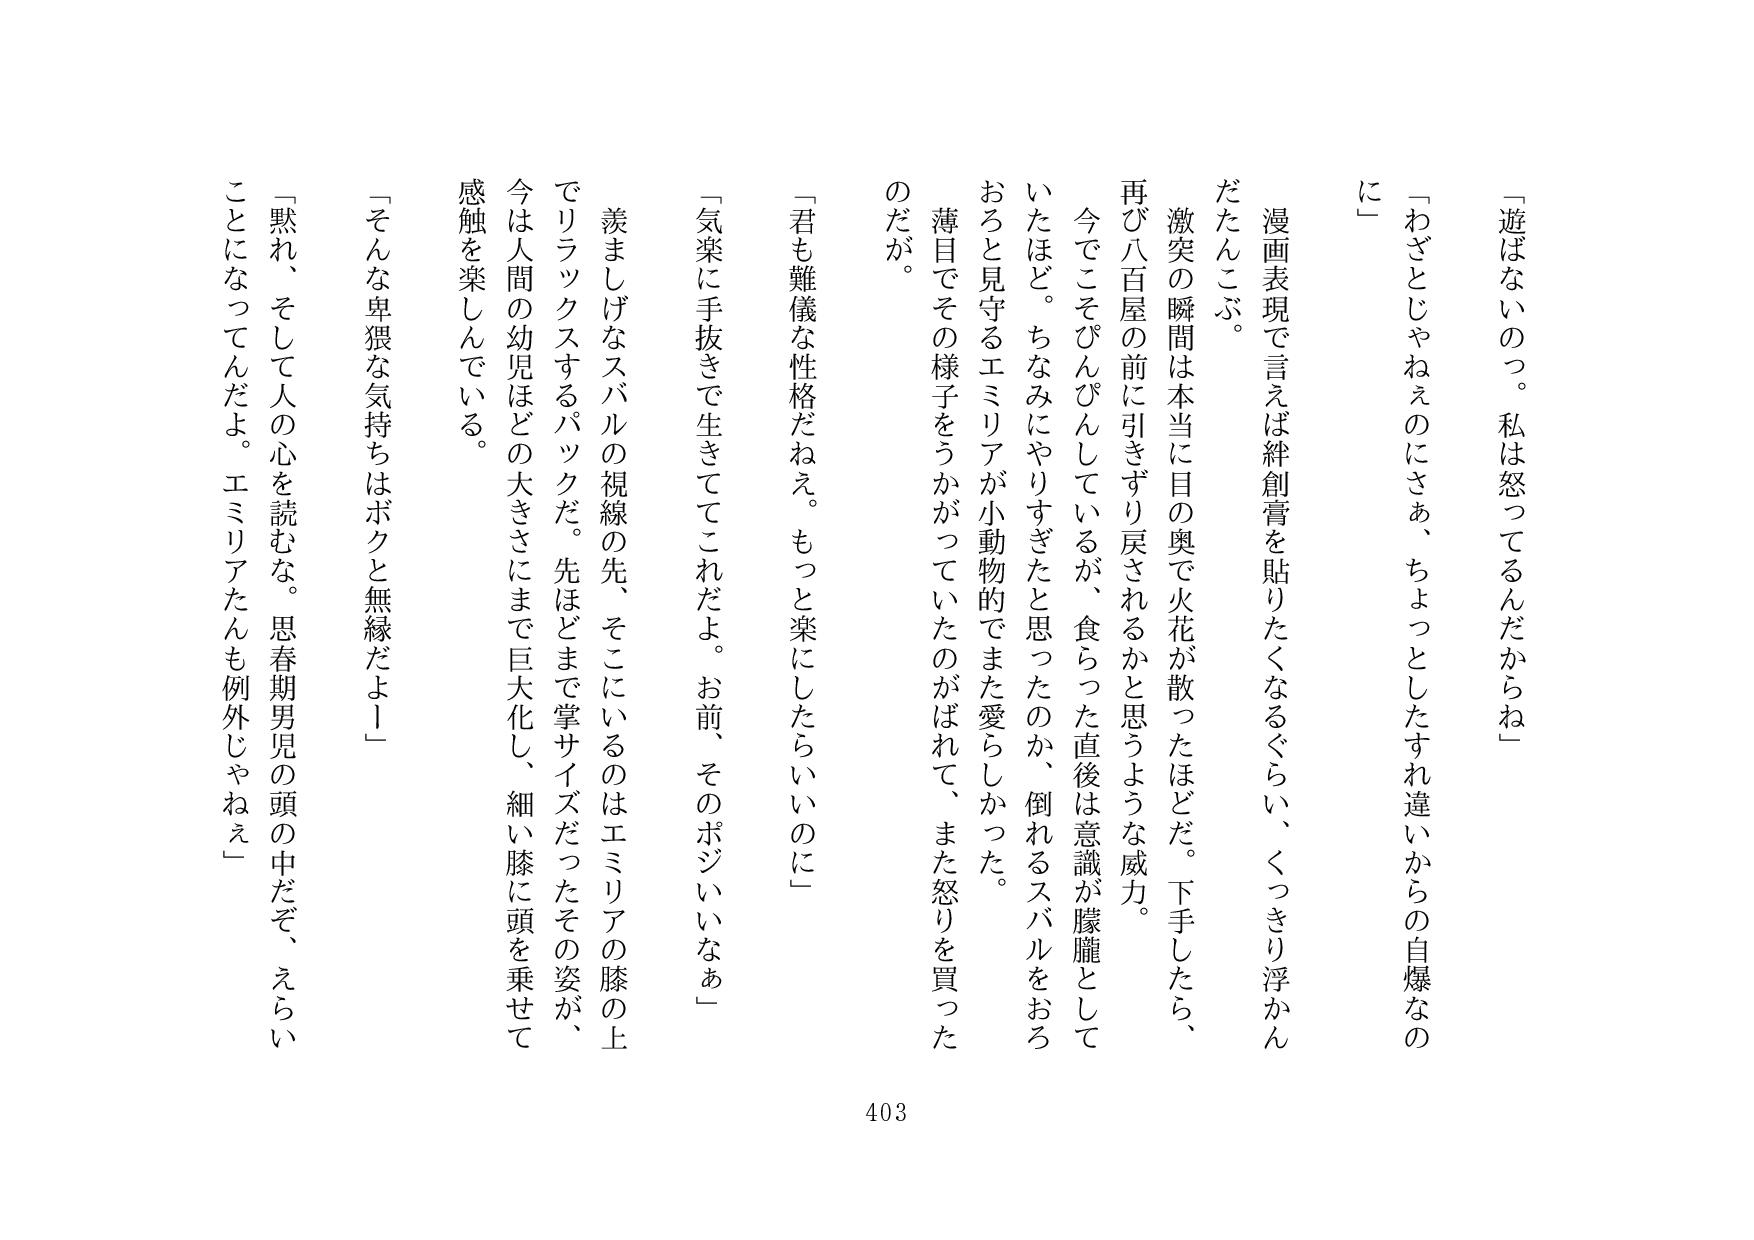 「遊ばないのっ。私は怒ってるんだからね」
「わざとじゃねぇのにさぁ、ちょっとしたすれ違いからの自爆なの
に」
　漫画表現で言えば絆創膏を貼りたくなるぐらい、くっきり浮かん
だたんこぶ。
　激突の瞬間は本当に目の奥で火花が散ったほどだ。下手したら、
再び八百屋の前に引きずり戻されるかと思うような威力。
　今でこそぴんぴんしているが、食らった直後は意識が朦朧として
いたほど。ちなみにやりすぎたと思ったのか、倒れるスバルをおろ
おろと見守るエミリアが小動物的でまた愛らしかった。
　薄目でその様子をうかがっていたのがばれて、また怒りを買った
のだが。
「君も難儀な性格だねえ。もっと楽にしたらいいのに」
「気楽に手抜きで生きててこれだよ。お前、そのポジいいなぁ」
　羨ましげなスバルの視線の先、そこにいるのはエミリアの膝の上
でリラックスするパックだ。先ほどまで掌サイズだったその姿が、
今は人間の幼児ほどの大きさにまで巨大化し、細い膝に頭を乗せて
感触を楽しんでいる。
「そんな卑猥な気持ちはボクと無縁だよー」
「黙れ、そして人の心を読むな。思春期男児の頭の中だぞ、えらい
ことになってんだよ。エミリアたんも例外じゃねぇ」
403